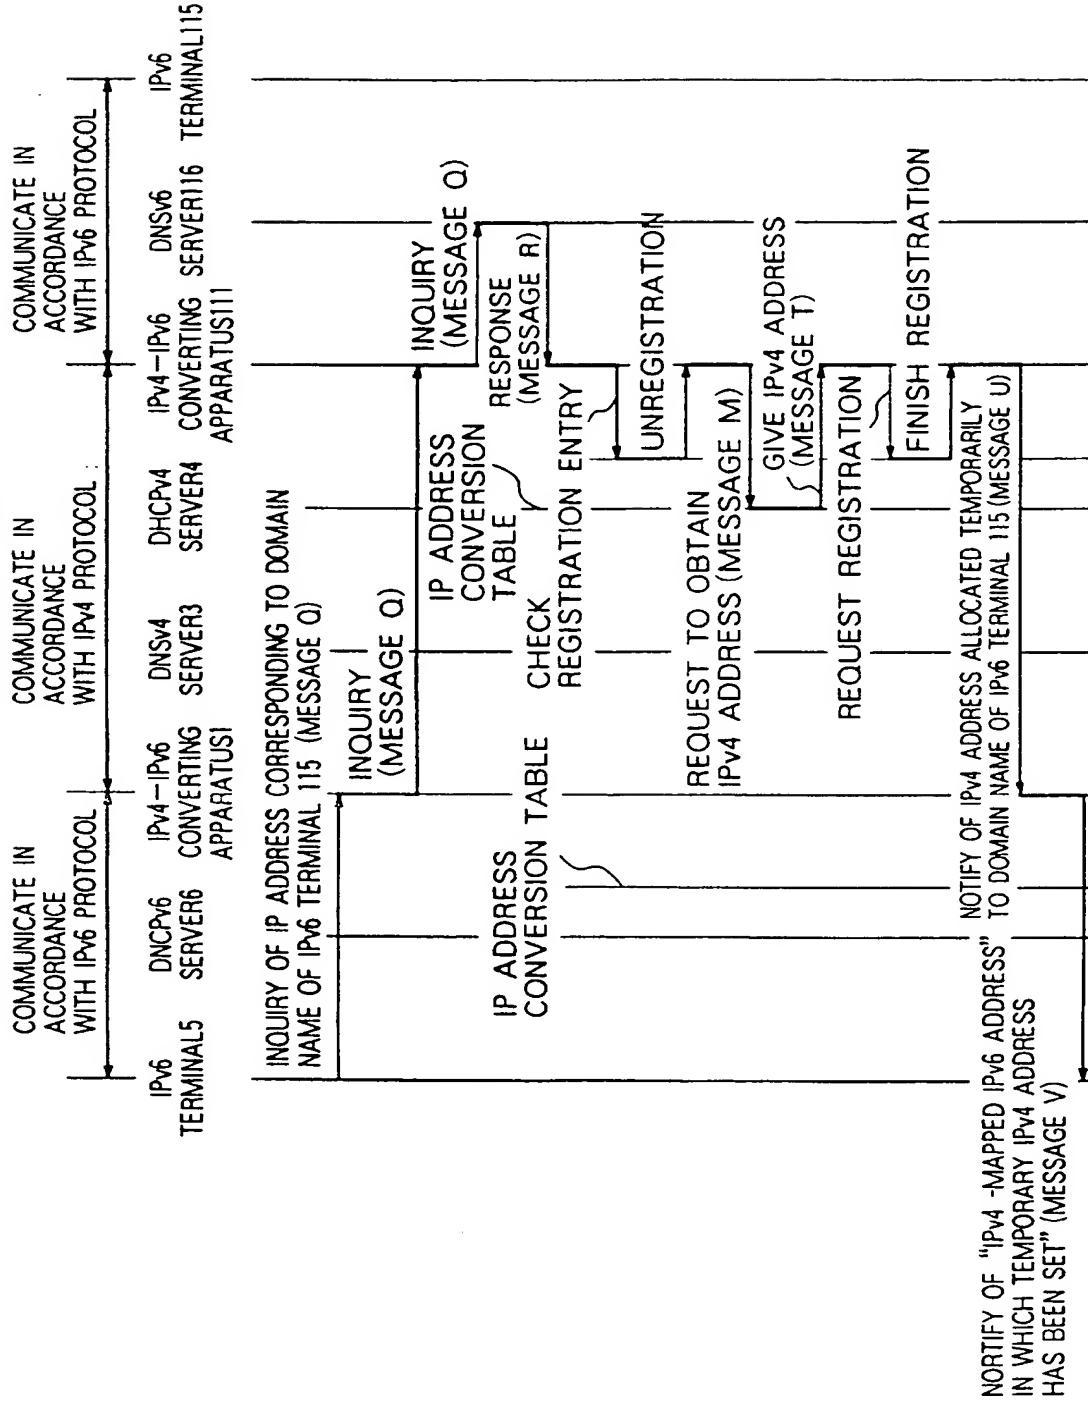 COMMUNICATE IN
ACCORDANCE
WITH IPv6 PROTOCOL
COMMUNICATE IN
ACCORDANCE
WITH IPv4 PROTOCOL
COMMUNICATE IN
ACCORDANCE
WITH IPv6 PROTOCOL
IPv6
TERMINAL5
DNCPv6
SERVER6
IPv4-IPv6
CONVERTING
APPARATUS1
DNSv4
SERVER3
DHCPv4
SERVER4
IPv4-IPv6
CONVERTING
APPARATUS111
DNSv6
SERVER116
IPv6
TERMINAL115
INQUIRY OF IP ADDRESS CORRESPONDING TO DOMAIN
NAME OF IPv6 TERMINAL 115 (MESSAGE Q)
INQUIRY
(MESSAGE Q)
INQUIRY
(MESSAGE Q)
IP ADDRESS
CONVERSION
TABLE
RESPONSE
(MESSAGE R)
IP ADDRESS
CONVERSION TABLE
CHECK
REGISTRATION ENTRY
UNREGISTRATION
REQUEST TO OBTAIN
IPv4 ADDRESS (MESSAGE M)
GIVE IPv4 ADDRESS
(MESSAGE T)
REQUEST REGISTRATION
FINISH REGISTRATION
NOTIFY OF IPv4 ADDRESS ALLOCATED TEMPORARILY
TO DOMAIN NAME OF IPv6 TERMINAL 115 (MESSAGE U)
NORTIFY OF "IPv4 -MAPPED IPv6 ADDRESS"
IN WHICH TEMPORARY IPv4 ADDRESS
HAS BEEN SET" (MESSAGE V)